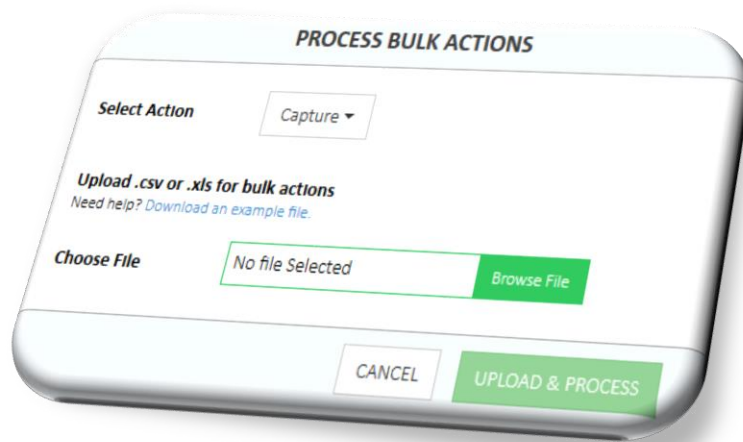 PROCESS BULK ACTIONS
Select Action Capture
Upload .csv or .xls for bulk actions
Need help? Download an example file.
Choose File No file Selected Browse File
CANCEL UPLOAD & PROCESS